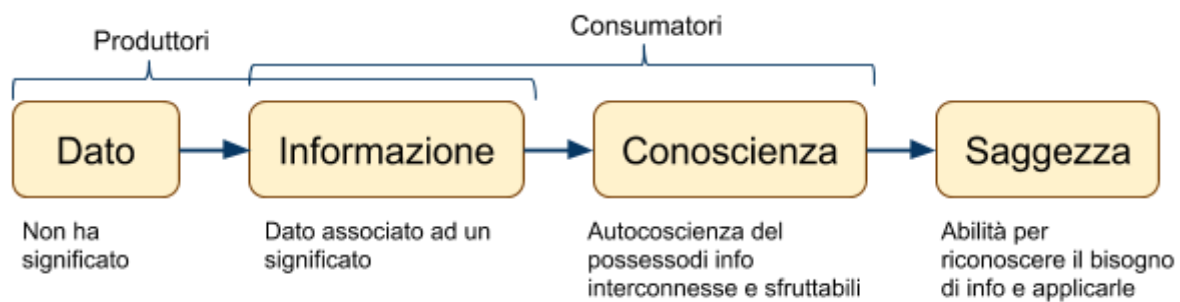 Produttori
Consumatori
Dato
Informazione
Conoscienza
Saggezza
Non ha
significato
Dato associato ad un
significato
Autocoscienza del
possessodi info
interconnesse e sfruttabili
Abilità per
riconoscere il bisogno
di info e applicarle